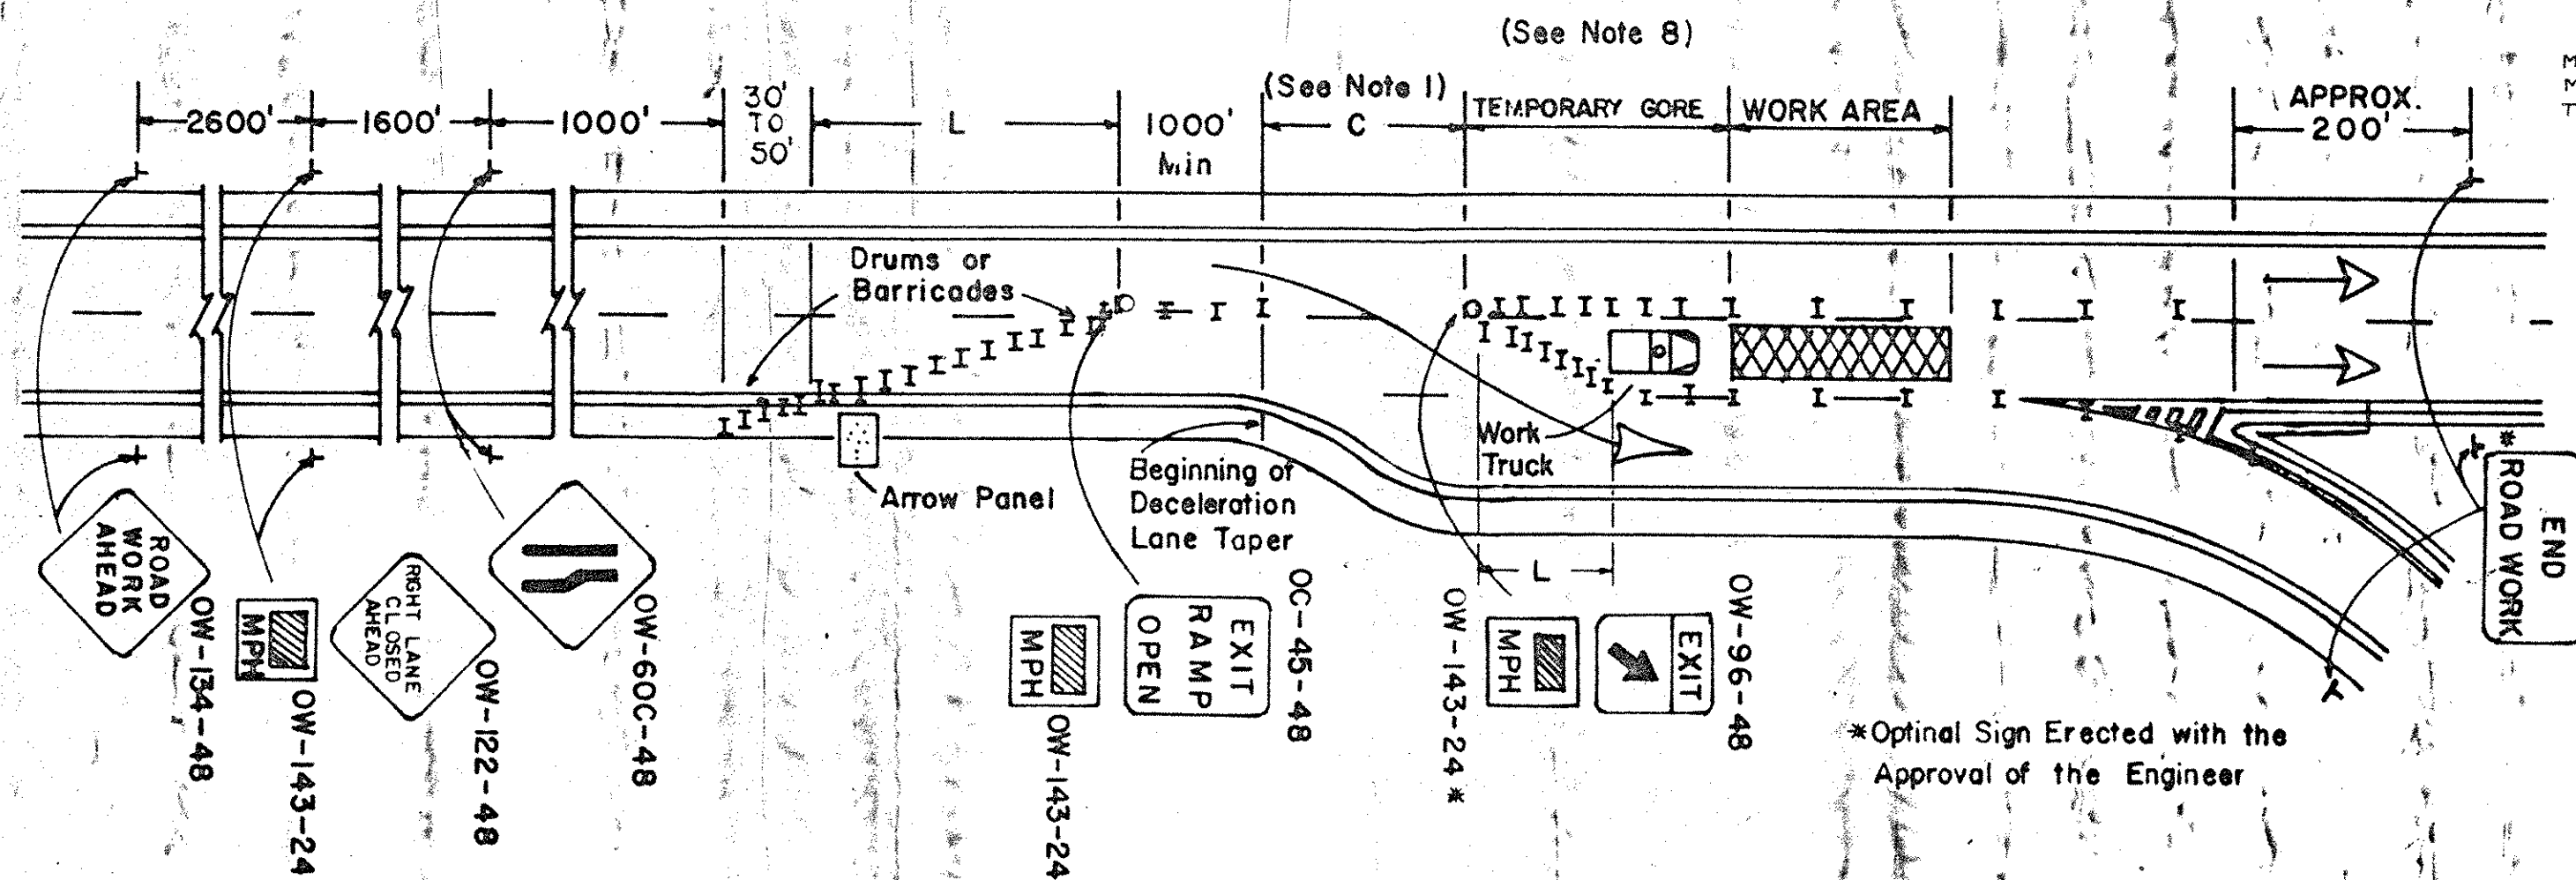 (See Note 8)
(See Note 1)
2600'
1600'
1000'
30'
TO
50'
L
1000'
Min
C
TEMPORARY GORE
WORK AREA
APPROX.
200'
M
M
T
Drums or
Barricades
Arrow Panel
Beginning of
Deceleration
Lane Taper
Work
Truck
L
ROAD
WORK
AHEAD
OW-134-48
MPH
OW-143-24
RIGHT LANE
CLOSED
AHEAD
OW-122-48
OW-60C-48
MPH
OW-143-24
EXIT
RAMP
OPEN
OC-45-48
OW-143-24*
MPH
EXIT
OW-96-48
END
*ROAD WORK
*Optinal Sign Erected with the
Approval of the Engineer